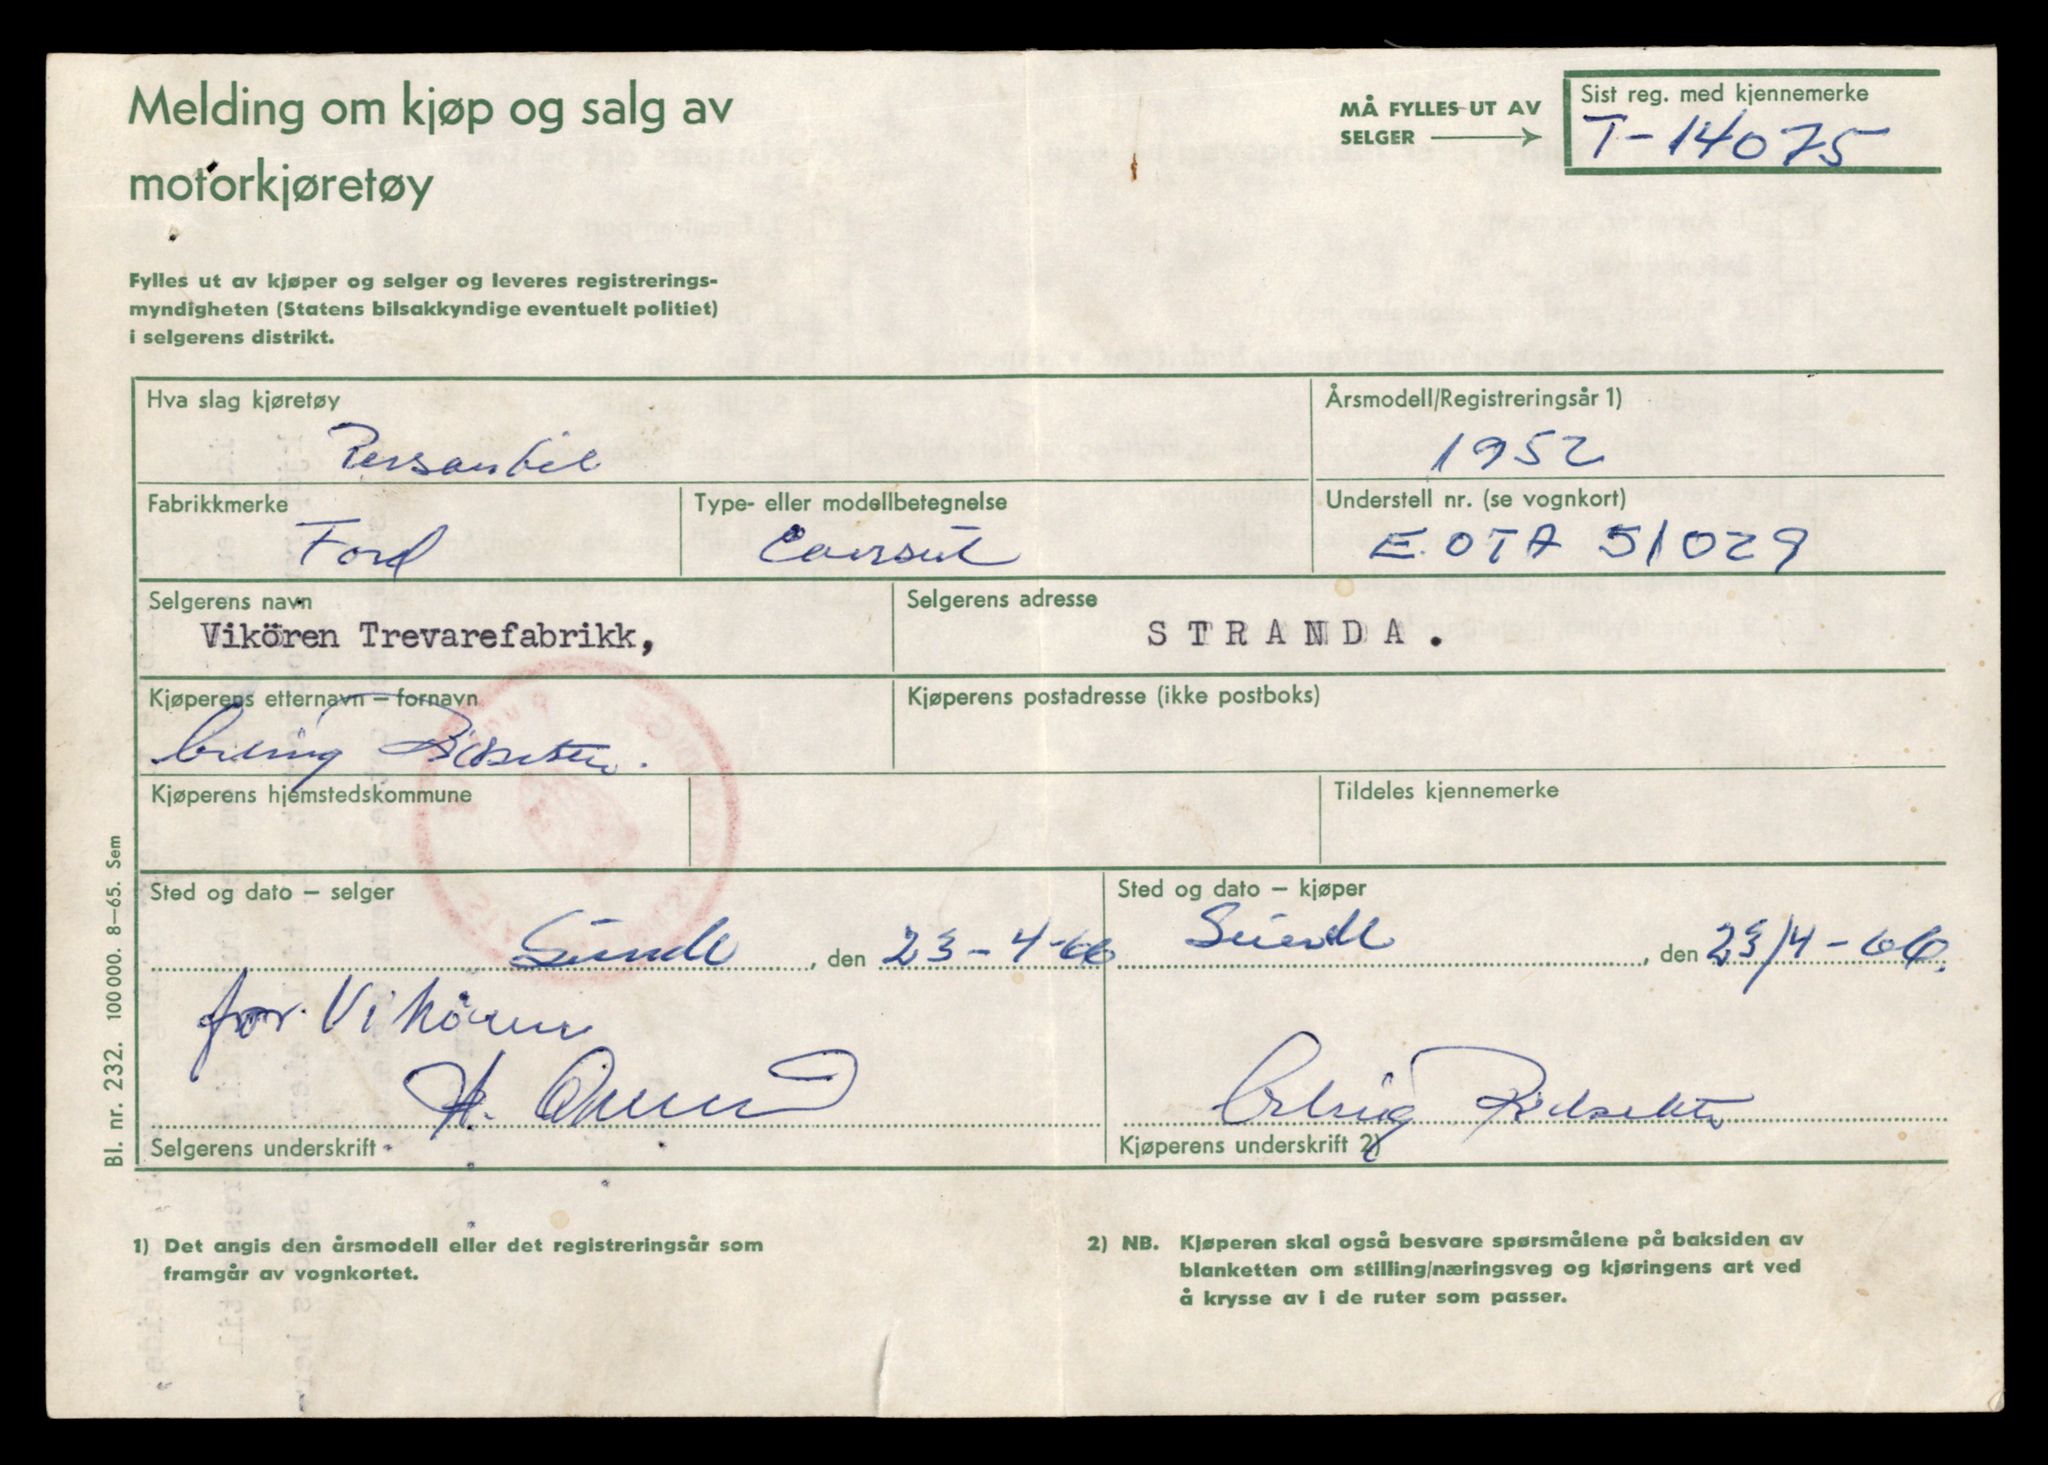 Melding om kjøp og salg av
motorkjøretøy
MÅ FYLLES UT AV
SELGER
Sist reg. med kjennemerke
T-14075
Fylles ut av kjøper og selger og leveres registrerings-
myndigheten (Statens bilsakkyndige eventuelt politiet)
i selgerens distrikt.
Hva slag kjøretøy
Personbil
Årsmodell/Registreringsår 1)
1952
Fabrikkmerke
Ford
Type- eller modellbetegnelse
Consul
Understell nr. (se vognkort)
E.OTA 51029
Selgerens navn
Vikören Trevarefabrikk,
Selgerens adresse
STRANDA.
Kjøperens etternavn – fornavn
Erling
Kjøperens postadresse (ikke postboks)
Kjøperens hjemstedskommune
Tildeles kjennemerke
Sted og dato – selger
, den 23-4-66
Sted og dato – kjøper
, den 23/4-66.
for Vikören
H.
Selgerens underskrift
Erling
Kjøperens underskrift 2)
Bl. nr. 232. 100 000. 8–65. Sem
1) Det angis den årsmodell eller det registreringsår som
framgår av vognkortet.
2) NB. Kjøperen skal også besvare spørsmålene på baksiden av
blanketten om stilling/næringsveg og kjøringens art ved
å krysse av i de ruter som passer.